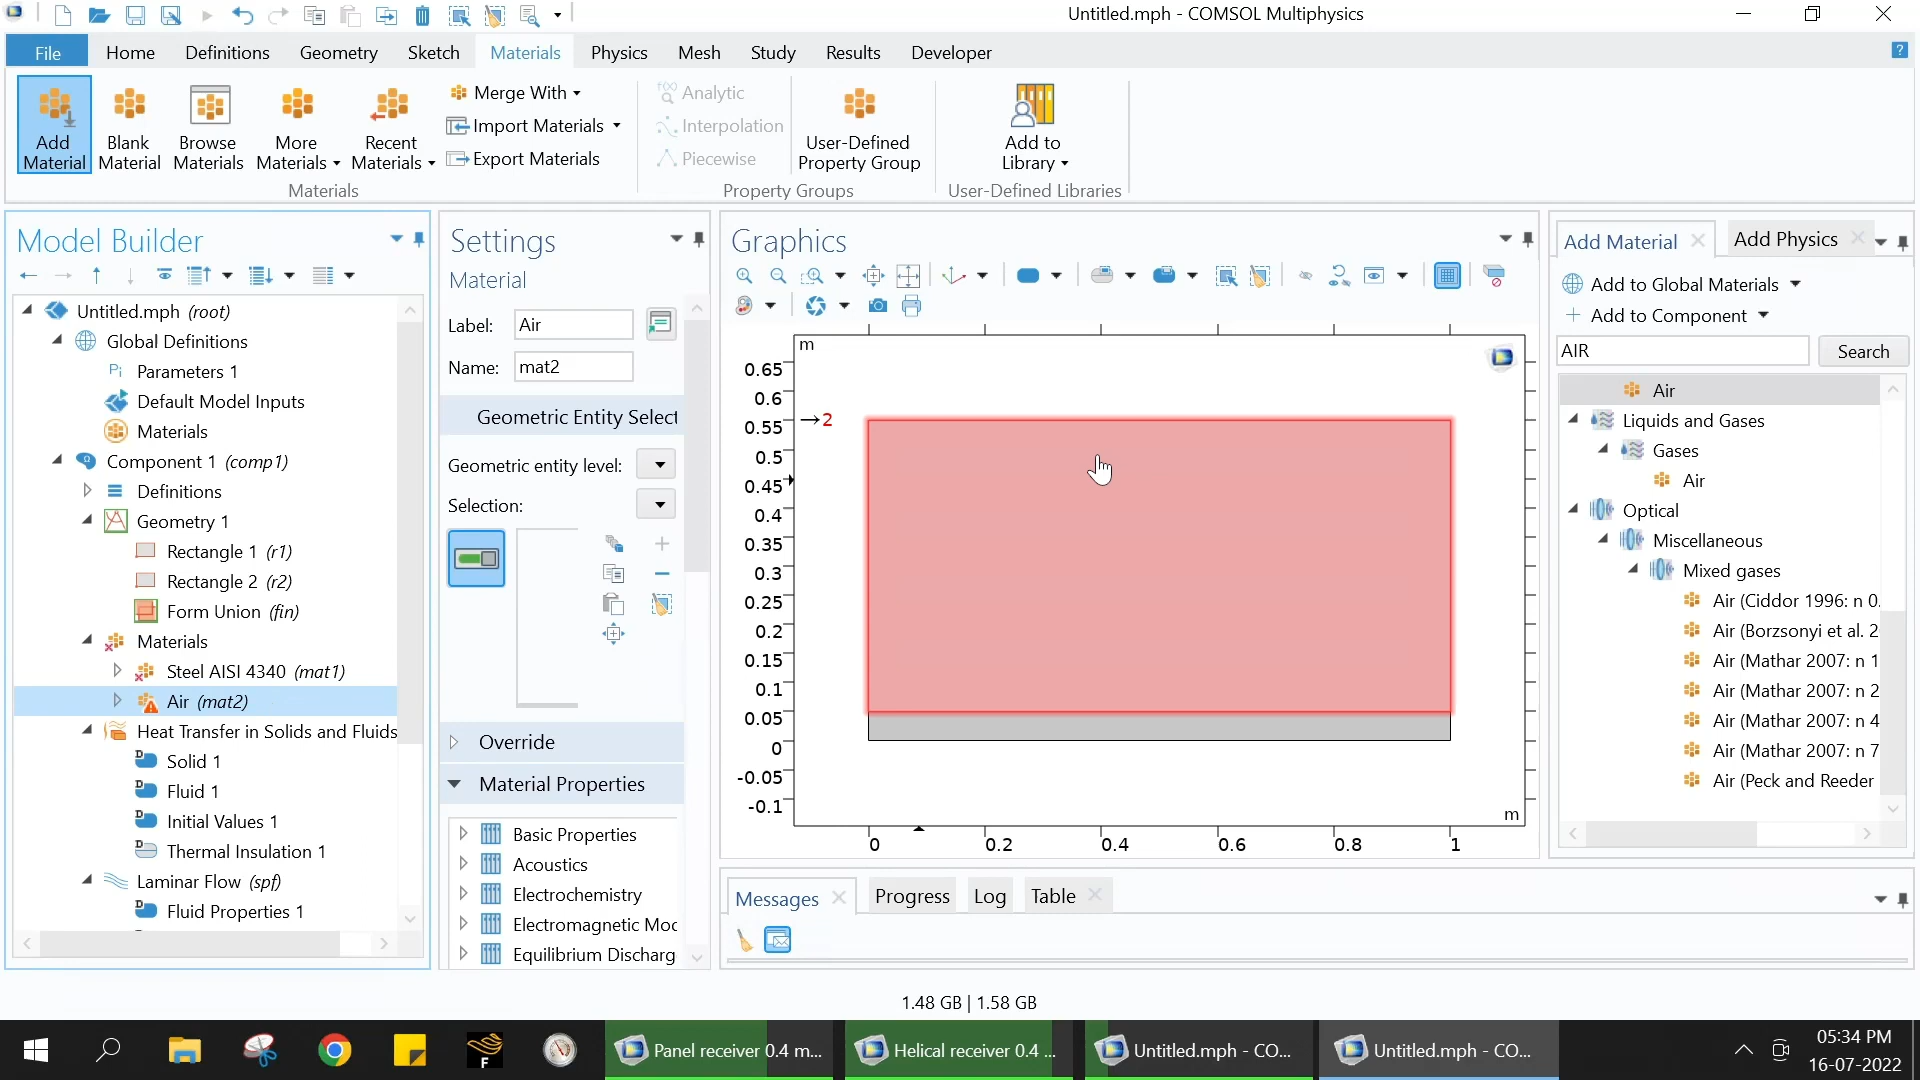 Untitled.mph - COMSOL Multiphysics
File
Home
Definitions
Geometry
Sketch
Materials
Physics
Mesh
Study
Results
Developer
?
Add Material
Blank Material
Browse Materials
More Materials
Recent Materials
Merge With
Import Materials
Export Materials
Materials
f(x) Analytic
Interpolation
Piecewise
User-Defined Property Group
Property Groups
Add to Library
User-Defined Libraries
Model Builder
Untitled.mph (root)
Global Definitions
Pi Parameters 1
Default Model Inputs
Materials
Component 1 (comp1)
Definitions
Geometry 1
Rectangle 1 (r1)
Rectangle 2 (r2)
Form Union (fin)
Materials
Steel AISI 4340 (mat1)
Air (mat2)
Heat Transfer in Solids and Fluids
D Solid 1
D Fluid 1
D Initial Values 1
D Thermal Insulation 1
Laminar Flow (spf)
D Fluid Properties 1
Settings
Material
Label: Air
Name: mat2
Geometric Entity Select
Geometric entity level:
Selection:
Override
Material Properties
Basic Properties
Acoustics
Electrochemistry
Electromagnetic Moc
Equilibrium Discharg
Graphics
m
0.65
0.6
→2
0.55
0.5
0.45
0.4
0.35
0.3
0.25
0.2
0.15
0.1
0.05
0
-0.05
-0.1
m
0 0.2 0.4 0.6 0.8 1
Messages
Progress
Log
Table
Add Material
Add Physics
Add to Global Materials
+ Add to Component
AIR
Search
Air
Liquids and Gases
Gases
Air
Optical
Miscellaneous
Mixed gases
Air (Ciddor 1996: n 0.
Air (Borzsonyi et al. 2
Air (Mathar 2007: n 1
Air (Mathar 2007: n 2
Air (Mathar 2007: n 4
Air (Mathar 2007: n 7
Air (Peck and Reeder
1.48 GB | 1.58 GB
F
Panel receiver 0.4 m...
Helical receiver 0.4 ...
Untitled.mph - CO...
Untitled.mph - CO...
05:34 PM
16-07-2022